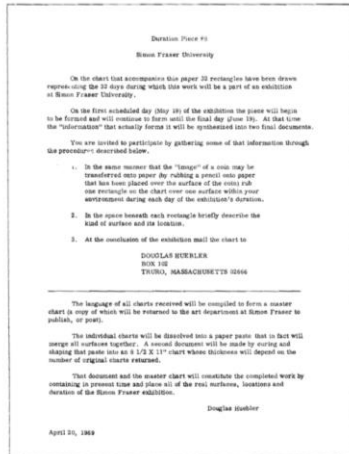 Duration Piece #8
Simon Fraser University
On the chart that accompanies this paper 32 rectangles have been drawn
representing the 32 days during which this work will be a part of an exhibition
at Simon Fraser University.
On the first scheduled day (May 19) of the exhibition the piece will begin
to be formed and will continue to form until the final day (June 19). At that time
the "information" that actually forms it will be synthesized into two final documents.
You are invited to participate by gathering some of that information through
the procedure described below.
1. In the same manner that the "image" of a coin may be
transferred onto paper (by rubbing a pencil onto paper
that has been placed over the surface of the coin) rub
one rectangle on the chart over one surface within your
environment during each day of the exhibition's duration.
2. In the space beneath each rectangle briefly describe the
kind of surface and its location.
3. At the conclusion of the exhibition mail the chart to
DOUGLAS HUEBLER
BOX 102
TRURO, MASSACHUSETTS 02666
The language of all charts received will be compiled to form a master
chart (a copy of which will be returned to the art department at Simon Fraser to
publish, or post).
The individual charts will be dissolved into a paper paste that in fact will
merge all surfaces together. A second document will be made by curing and
shaping that paste into an 8 1/2 X 11" chart whose thickness will depend on the
number of original charts returned.
That document and the master chart will constitute the completed work by
containing in present time and place all of the real surfaces, locations and
duration of the Simon Fraser exhibition.
Douglas Huebler
April 20, 1969